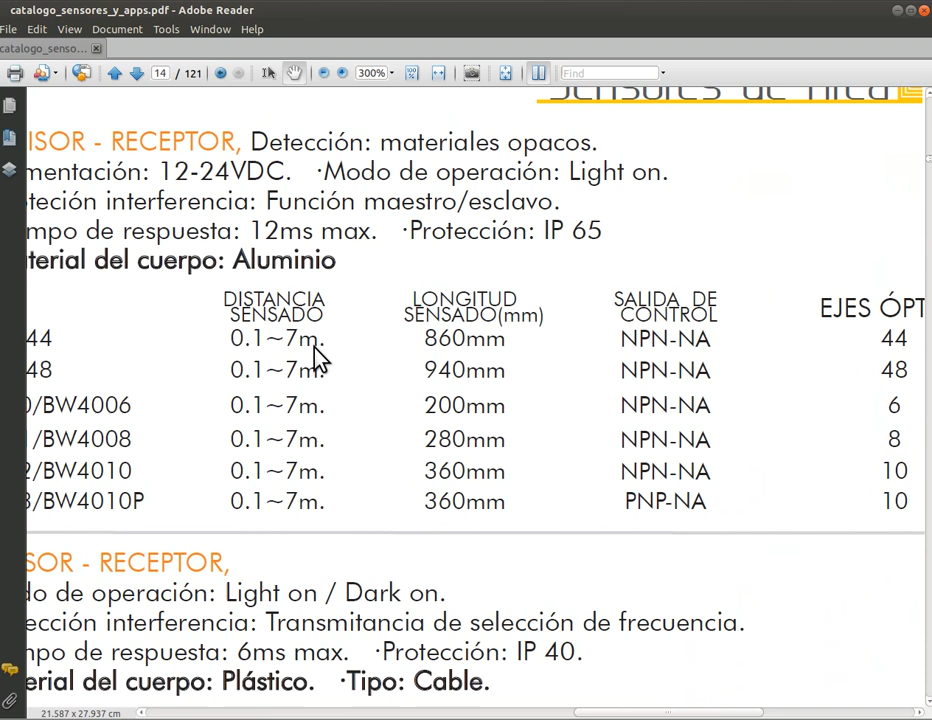 catalogo_sensores_y_apps.pdf - Adobe Reader
File Edit View Document Tools Window Help
catalogo_senso...
14 / 121 300% Find
Sensores de Área
ISOR - RECEPTOR, Detección: materiales opacos.
mentación: 12-24VDC. ·Modo de operación: Light on.
teción interferencia: Función maestro/esclavo.
mpo de respuesta: 12ms max. ·Protección: IP 65
terial del cuerpo: Aluminio
DISTANCIA SENSADO LONGITUD SENSADO(mm) SALIDA DE CONTROL EJES ÓPT
44 0.1~7m. 860mm NPN-NA 44
48 0.1~7m. 940mm NPN-NA 48
0/BW4006 0.1~7m. 200mm NPN-NA 6
/BW4008 0.1~7m. 280mm NPN-NA 8
2/BW4010 0.1~7m. 360mm NPN-NA 10
3/BW4010P 0.1~7m. 360mm PNP-NA 10
SOR - RECEPTOR,
do de operación: Light on / Dark on.
ección interferencia: Transmitancia de selección de frecuencia.
mpo de respuesta: 6ms max. ·Protección: IP 40.
erial del cuerpo: Plástico. ·Tipo: Cable.
21.587 x 27.937 cm